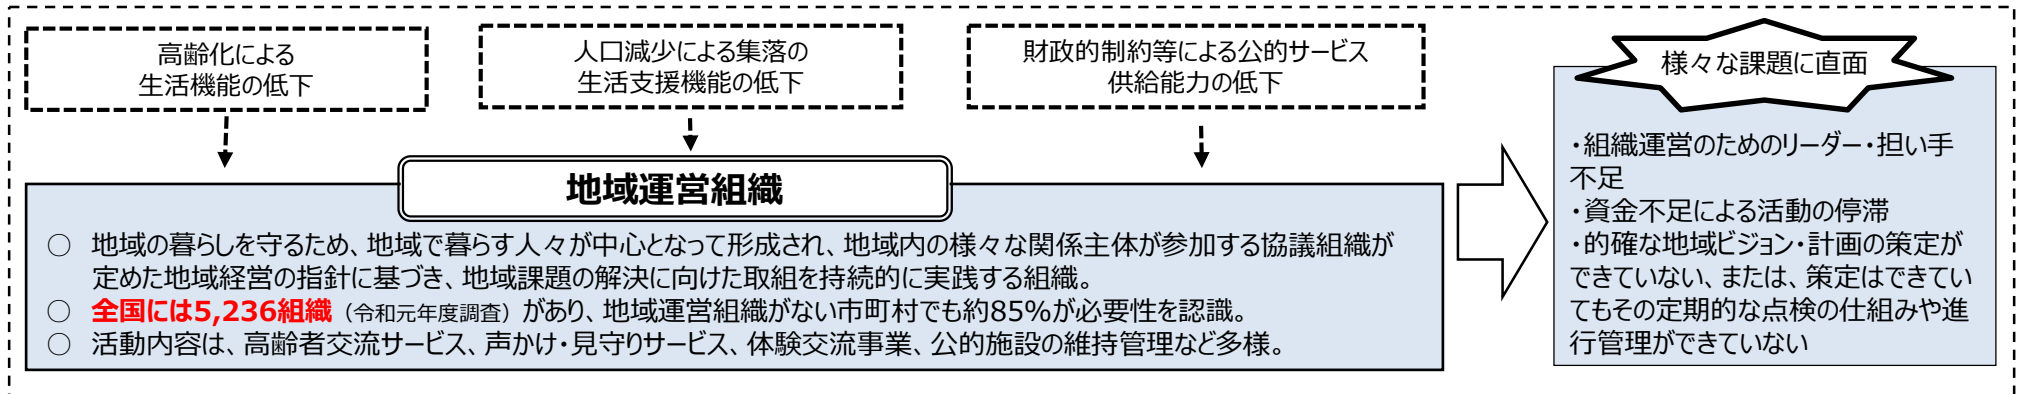 高齢化による
生活機能の低下
人口減少による集落の
生活支援機能の低下
財政的制約等による公的サービス
供給能力の低下
地域運営組織
○ 地域の暮らしを守るため、地域で暮らす人々が中心となって形成され、地域内の様々な関係主体が参加する協議組織が
定めた地域経営の指針に基づき、地域課題の解決に向けた取組を持続的に実践する組織。
○ 全国には5,236組織（令和元年度調査）があり、地域運営組織がない市町村でも約85%が必要性を認識。
○ 活動内容は、高齢者交流サービス、声かけ・見守りサービス、体験交流事業、公的施設の維持管理など多様。
様々な課題に直面
・組織運営のためのリーダー・担い手
不足
・資金不足による活動の停滞
・的確な地域ビジョン・計画の策定が
できていない、または、策定はできてい
てもその定期的な点検の仕組みや進
行管理ができていない